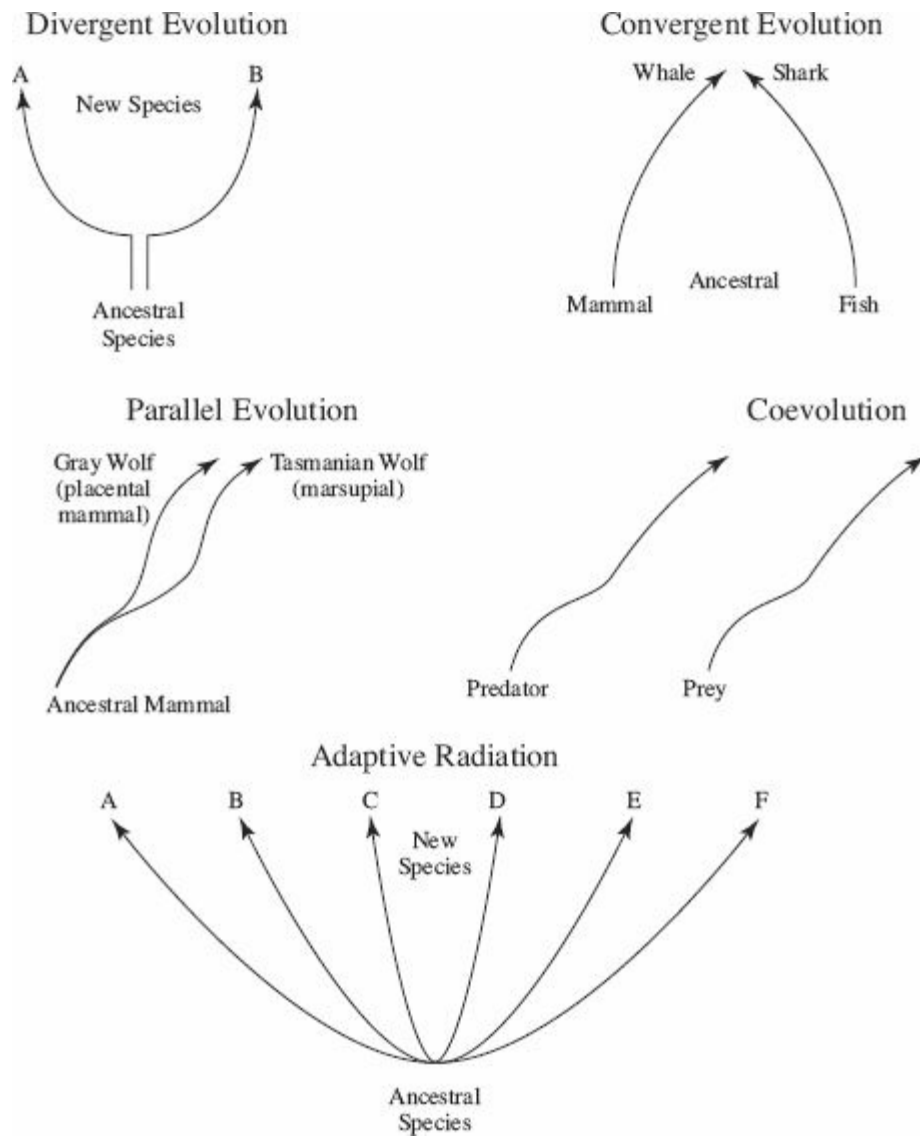 Divergent Evolution
A
B
New Species
Ancestral
Species
Convergent Evolution
Whale
Shark
Ancestral
Mammal
Fish
Parallel Evolution
Gray Wolf
(placental
mammal)
Tasmanian Wolf
(marsupial)
Ancestral Mammal
Coevolution
Predator
Prey
Adaptive Radiation
A
B
C
D
E
F
New
Species
Ancestral
Species